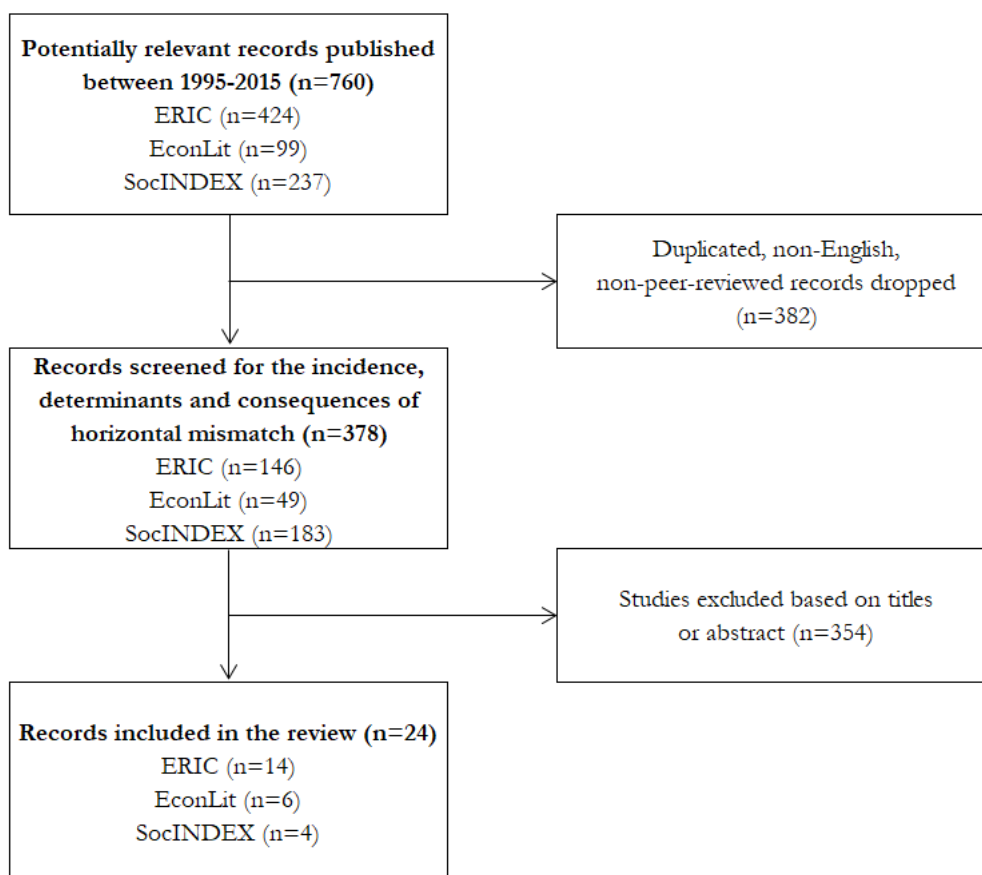 Potentially relevant records published
between 1995-2015 (n=760)
ERIC (n=424)
EconLit (n=99)
SocINDEX (n=237)
Duplicated, non-English,
non-peer-reviewed records dropped
(n=382)
Records screened for the incidence,
determinants and consequences of
horizontal mismatch (n=378)
ERIC (n=146)
EconLit (n=49)
SocINDEX (n=183)
Studies excluded based on titles
or abstract (n=354)
Records included in the review (n=24)
ERIC (n=14)
EconLit (n=6)
SocINDEX (n=4)